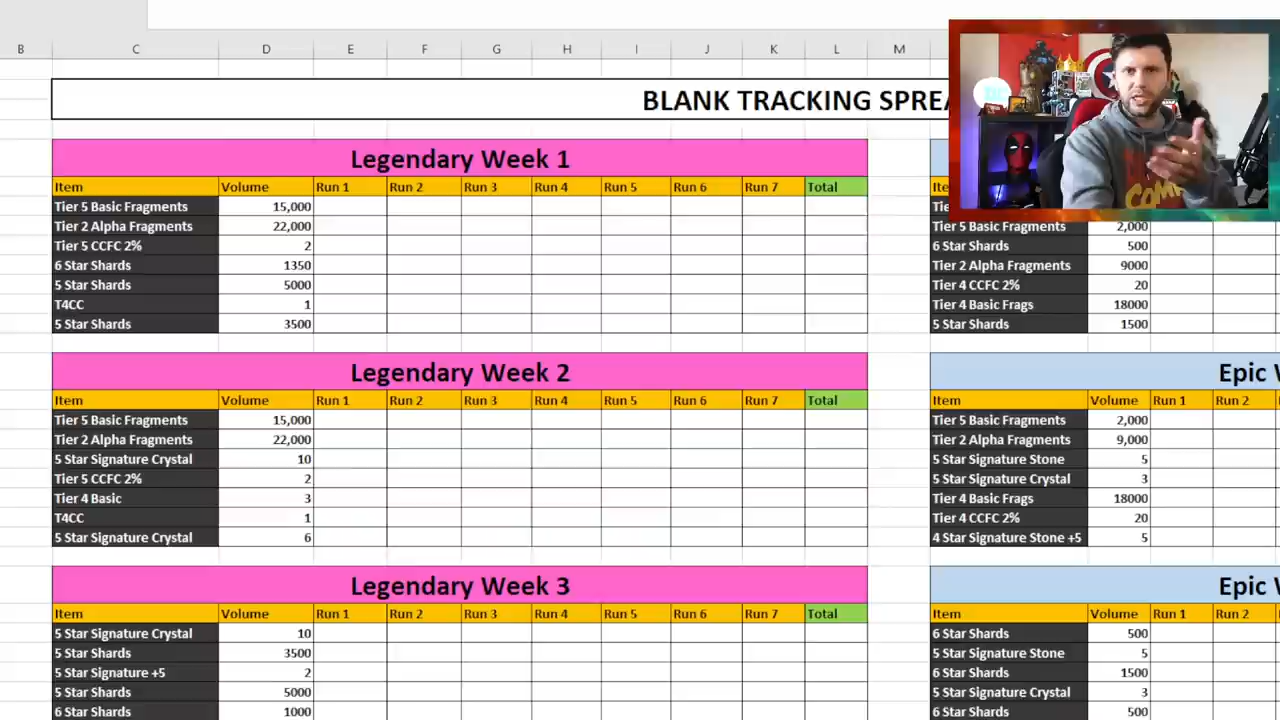 B C D E F G H I J K L M
BLANK TRACKING SPREA
Legendary Week 1
Item Volume Run 1 Run 2 Run 3 Run 4 Run 5 Run 6 Run 7 Total
Tier 5 Basic Fragments 15,000
Tier 2 Alpha Fragments 22,000
Tier 5 CCFC 2% 2
6 Star Shards 1350
5 Star Shards 5000
T4CC 1
5 Star Shards 3500
Tier 5 Basic Fragments 2,000
6 Star Shards 500
Tier 2 Alpha Fragments 9000
Tier 4 CCFC 2% 20
Tier 4 Basic Frags 18000
5 Star Shards 1500
Legendary Week 2
Item Volume Run 1 Run 2 Run 3 Run 4 Run 5 Run 6 Run 7 Total
Tier 5 Basic Fragments 15,000
Tier 2 Alpha Fragments 22,000
5 Star Signature Crystal 10
Tier 5 CCFC 2% 2
Tier 4 Basic 3
T4CC 1
5 Star Signature Crystal 6
Epic
Item Volume Run 1 Run 2
Tier 5 Basic Fragments 2,000
Tier 2 Alpha Fragments 9,000
5 Star Signature Stone 5
5 Star Signature Crystal 3
Tier 4 Basic Frags 18000
Tier 4 CCFC 2% 20
4 Star Signature Stone +5 5
Legendary Week 3
Item Volume Run 1 Run 2 Run 3 Run 4 Run 5 Run 6 Run 7 Total
5 Star Signature Crystal 10
5 Star Shards 3500
5 Star Signature +5 2
5 Star Shards 5000
6 Star Shards 1000
Epic
Item Volume Run 1 Run 2
6 Star Shards 500
5 Star Signature Stone 5
6 Star Shards 1500
5 Star Signature Crystal 3
6 Star Shards 500